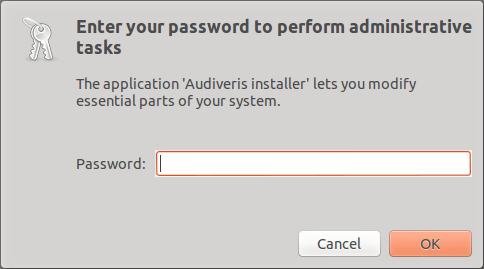 Enter your password to perform administrative
tasks
The application 'Audiveris installer' lets you modify
essential parts of your system.
Password:
Cancel
OK